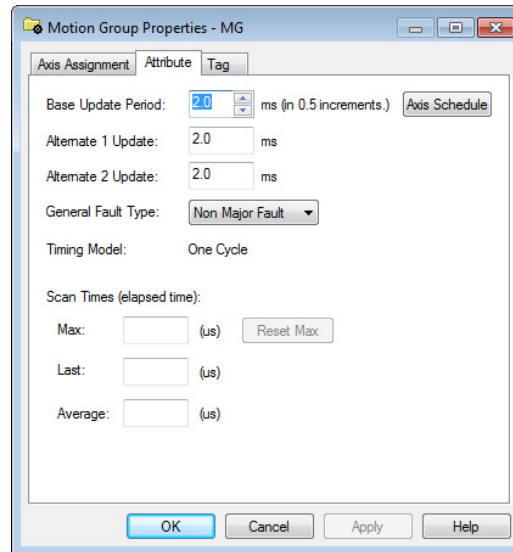 Motion Group Properties - MG
Axis Assignment Attribute Tag
Base Update Period: 2.0 ms (in 0.5 increments.) Axis Schedule
Alternate 1 Update: 2.0 ms
Alternate 2 Update: 2.0 ms
General Fault Type: Non Major Fault
Timing Model: One Cycle
Scan Times (elapsed time):
Max: (us) Reset Max
Last: (us)
Average: (us)
OK Cancel Apply Help